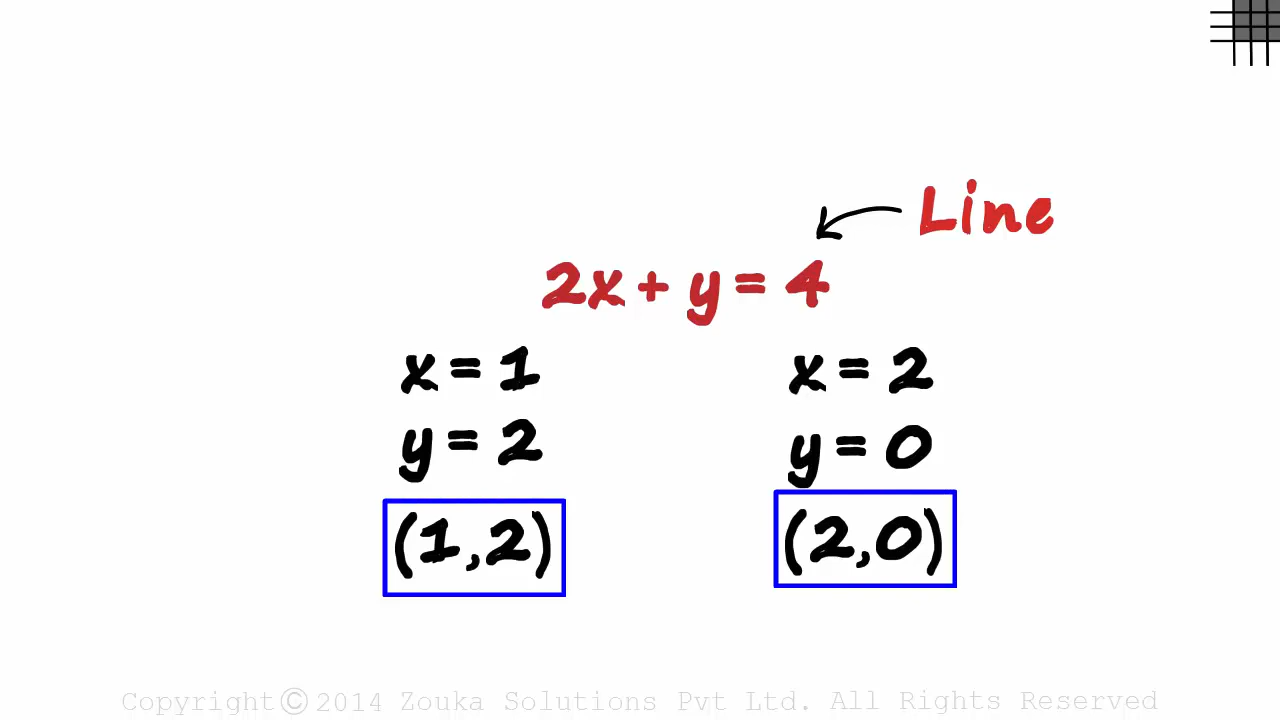 Line
2x + y = 4
x = 1
y = 2
(1,2)
x = 2
y = 0
(2,0)
Copyright©2014 Zouka Solutions Pvt Ltd. All Rights Reserved